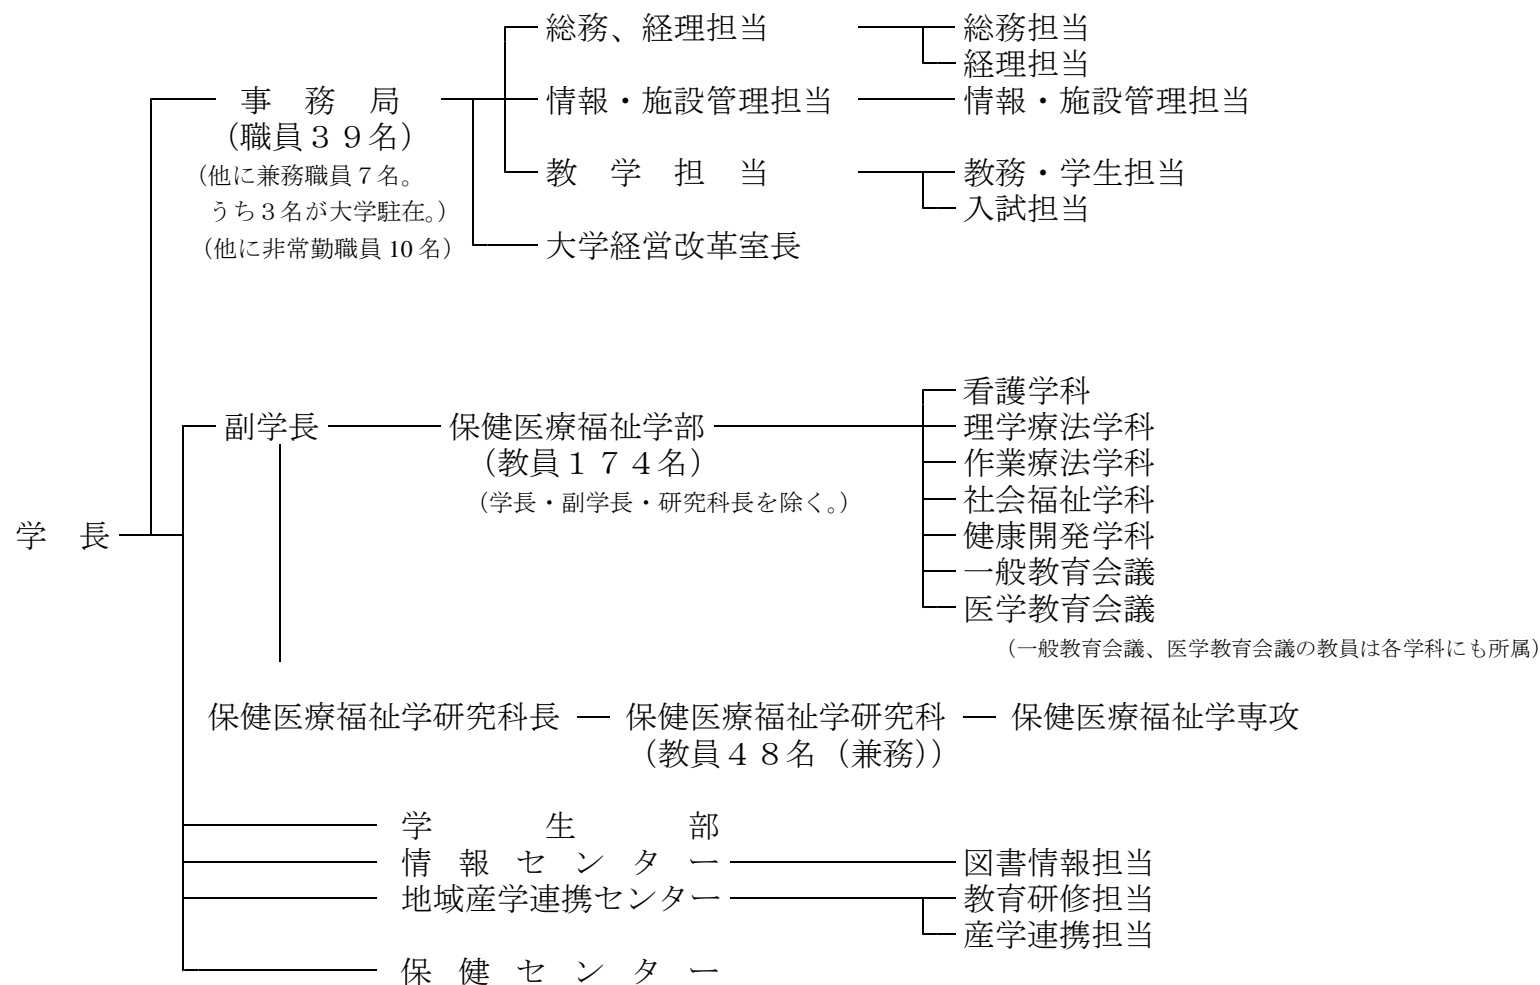 総務、経理担当 総務担当
経理担当
事　務　局 情報・施設管理担当 情報・施設管理担当
（職員３９名）
（他に兼務職員７名。 教　学　担　当 教務・学生担当
うち３名が大学駐在。） 入試担当
（他に非常勤職員 10 名） 大学経営改革室長
看護学科
副学長 保健医療福祉学部 理学療法学科
（教員１７４名） 作業療法学科
（学長・副学長・研究科長を除く。） 社会福祉学科
学　長 健康開発学科
一般教育会議
医学教育会議
（一般教育会議、医学教育会議の教員は各学科にも所属）
保健医療福祉学研究科長 保健医療福祉学研究科 保健医療福祉学専攻
（教員４８名（兼務））
学　生　部
情 報 セ ン タ ー 図書情報担当
地域産学連携センター 教育研修担当
産学連携担当
保 健 セ ン タ ー